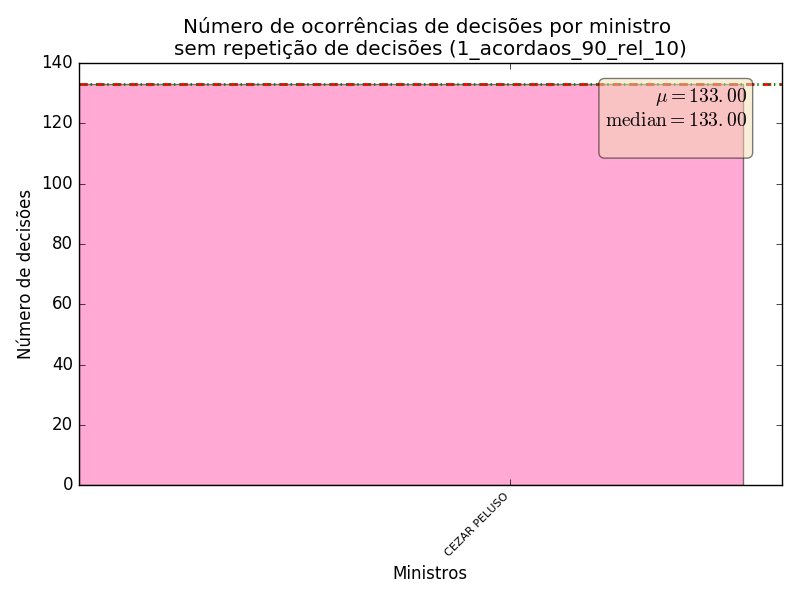 Número de ocorrências de decisões por ministro
sem repetição de decisões (1_acordaos_90_rel_10)
140
120
100
80
60
40
20
0
Número de decisões
μ = 133.00
median = 133.00
CEZAR PELUSO
Ministros